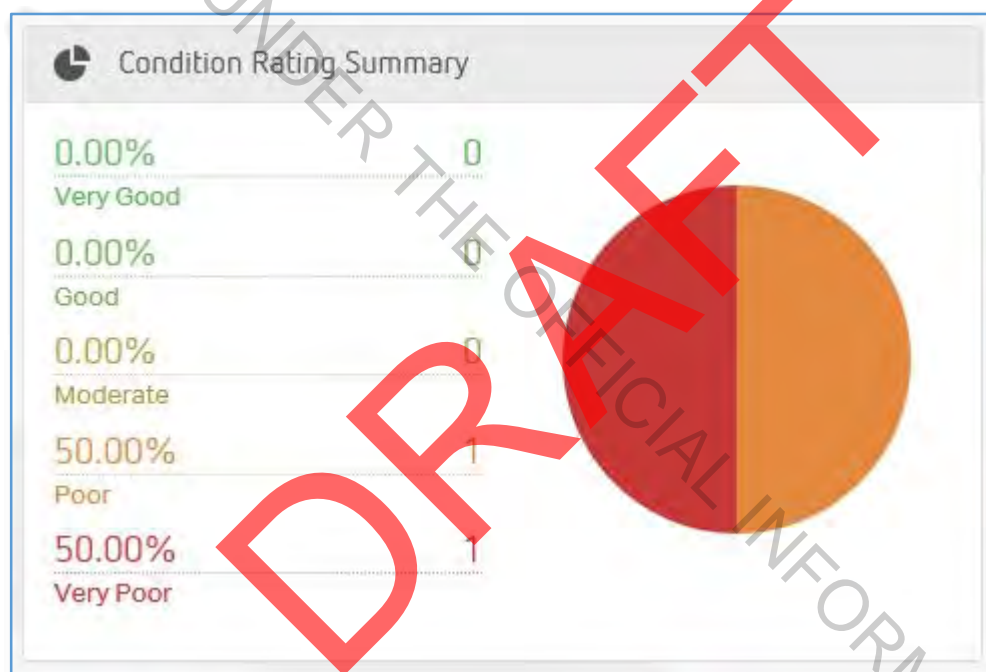 Condition Rating Summary
0.00% 0
Very Good
0.00% 0
Good
0.00% 0
Moderate
50.00% 1
Poor
50.00% 1
Very Poor
DRAFT
UNDER THE OFFICIAL INFORM